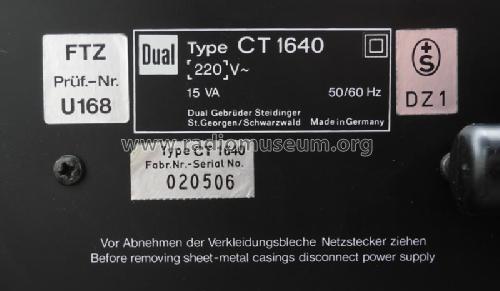 FTZ
Prüf.-Nr.
U168
Dual Type CT 1640
[220]V~
15 VA 50/60 Hz
Dual Gebrüder Steidinger
St.Georgen/Schwarzwald Made in Germany
+S
DZ1
www.radiomuseum.org
Type CT 1640
Fabr.Nr.-Serial No.
020506
Vor Abnehmen der Verkleidungsbleche Netzstecker ziehen
Before removing sheet-metal casings disconnect power supply